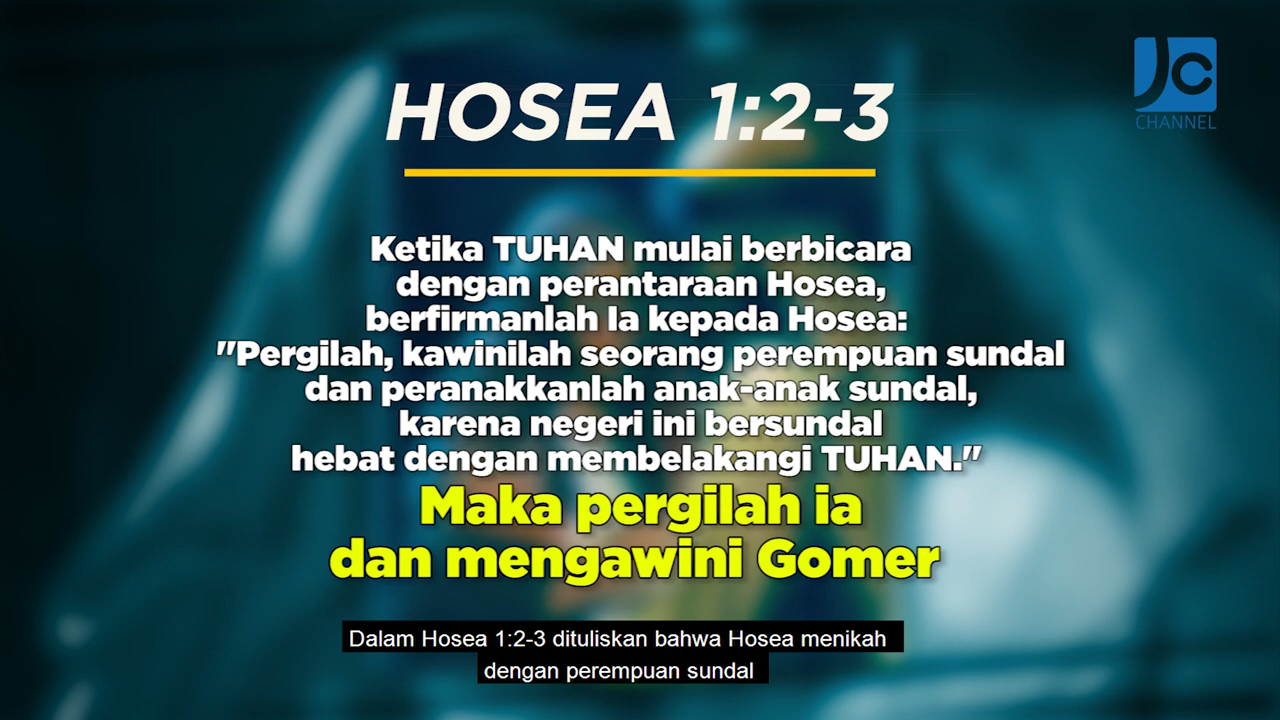 JC
CHANNEL
HOSEA 1:2-3
Ketika TUHAN mulai berbicara
dengan perantaraan Hosea,
berfirmanlah Ia kepada Hosea:
"Pergilah, kawinilah seorang perempuan sundal
dan peranakkanlah anak-anak sundal,
karena negeri ini bersundal
hebat dengan membelakangi TUHAN."
Maka pergilah ia
dan mengawini Gomer
Dalam Hosea 1:2-3 dituliskan bahwa Hosea menikah
dengan perempuan sundal